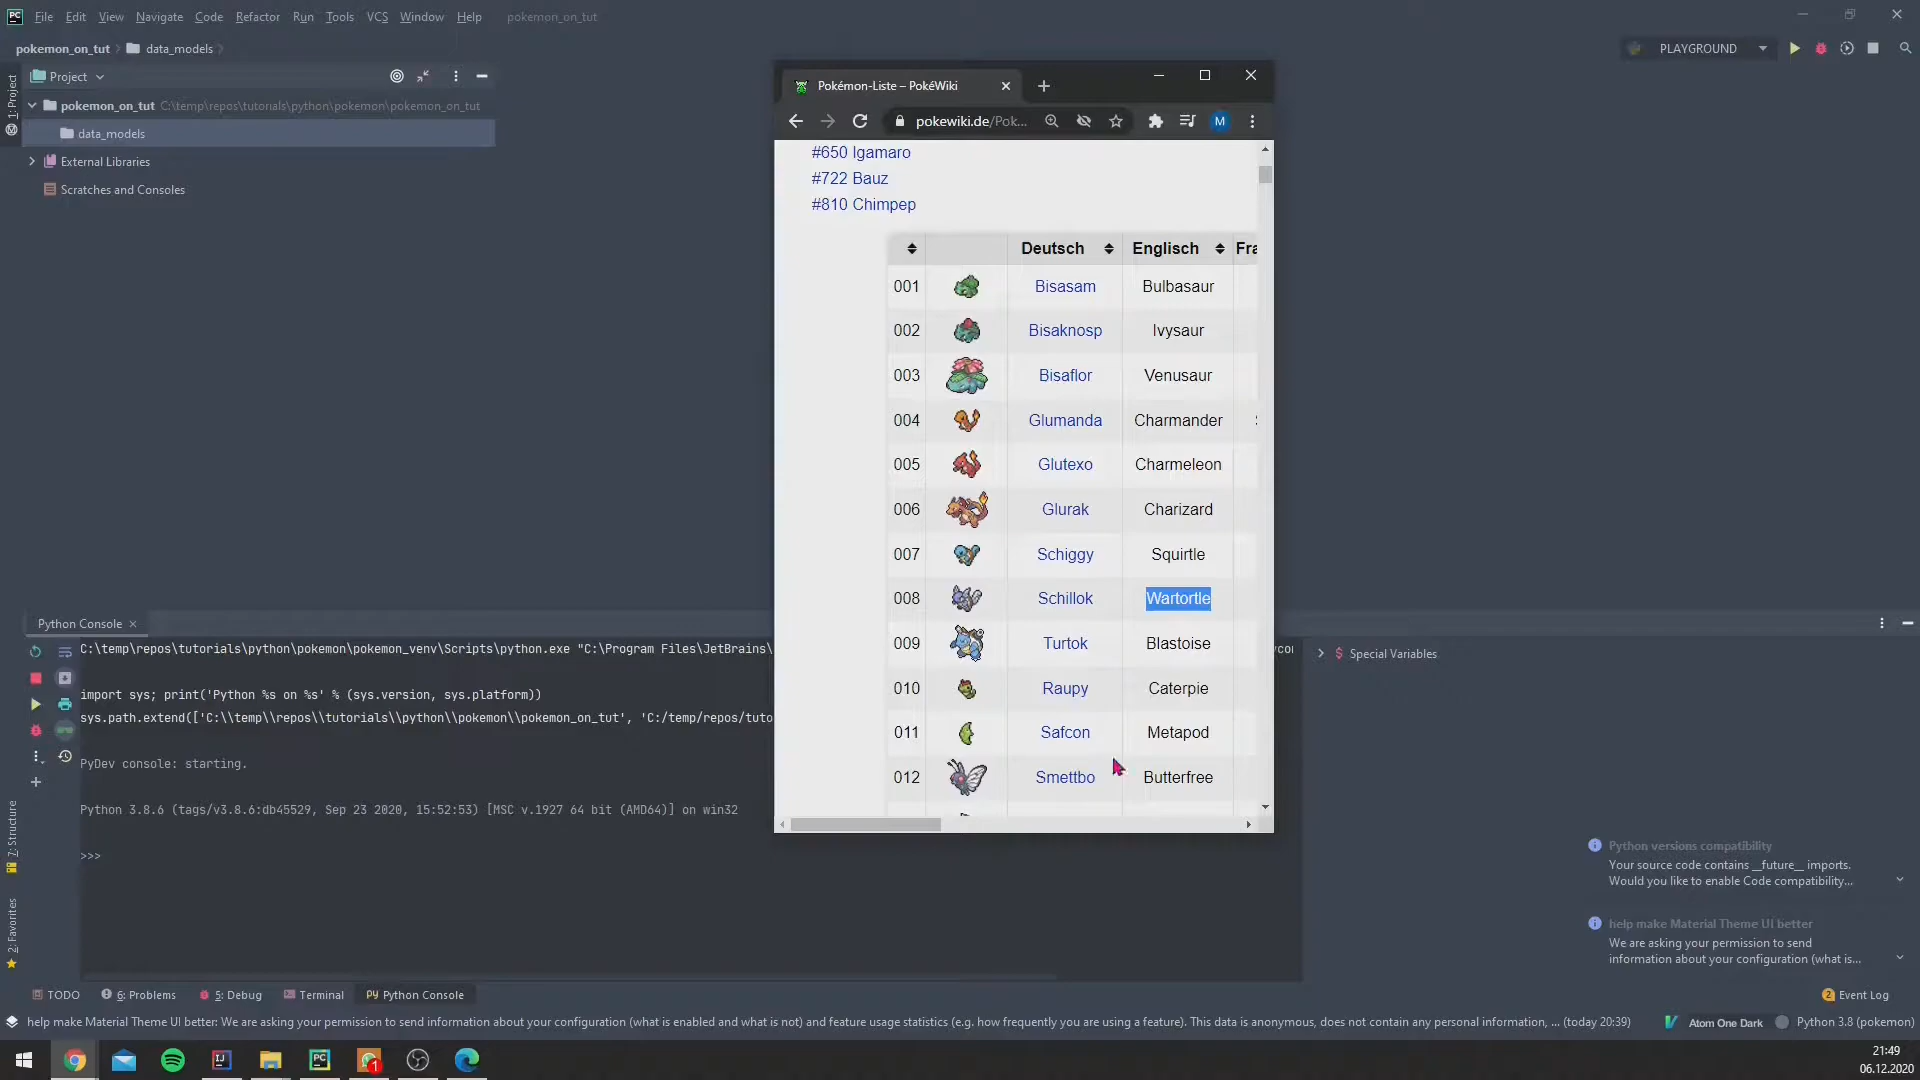 PC File Edit View Navigate Code Refactor Run Tools VCS Window Help pokemon_on_tut
pokemon_on_tut data_models
PLAYGROUND
Project
1: Project
pokemon_on_tut C:\temp\repos\tutorials\python\pokemon\pokemon_on_tut
data_models
External Libraries
Scratches and Consoles
Pokémon-Liste – PokéWiki
pokewiki.de/Pok...
M
#650 Igamaro
#722 Bauz
#810 Chimpep
Deutsch Englisch Fra
001 Bisasam Bulbasaur
002 Bisaknosp Ivysaur
003 Bisaflor Venusaur
004 Glumanda Charmander
005 Glutexo Charmeleon
006 Glurak Charizard
007 Schiggy Squirtle
008 Schillok Wartortle
009 Turtok Blastoise
010 Raupy Caterpie
011 Safcon Metapod
012 Smettbo Butterfree
Python Console
C:\temp\repos\tutorials\python\pokemon\pokemon_venv\Scripts\python.exe "C:\Program Files\JetBrains\
import sys; print('Python %s on %s' % (sys.version, sys.platform))
sys.path.extend(['C:\\temp\\repos\\tutorials\\python\\pokemon\\pokemon_on_tut', 'C:/temp/repos/tuto
PyDev console: starting.
Python 3.8.6 (tags/v3.8.6:db45529, Sep 23 2020, 15:52:53) [MSC v.1927 64 bit (AMD64)] on win32
>>>
Special Variables
7: Structure
2: Favorites
Python versions compatibility
Your source code contains __future__ imports.
Would you like to enable Code compatibility...
help make Material Theme UI better
We are asking your permission to send
information about your configuration (what is...
TODO 6: Problems 5: Debug Terminal Python Console
2 Event Log
help make Material Theme UI better: We are asking your permission to send information about your configuration (what is enabled and what is not) and feature usage statistics (e.g. how frequently you are using a feature). This data is anonymous, does not contain any personal information, ... (today 20:39)
Atom One Dark Python 3.8 (pokemon)
21:49
06.12.2020